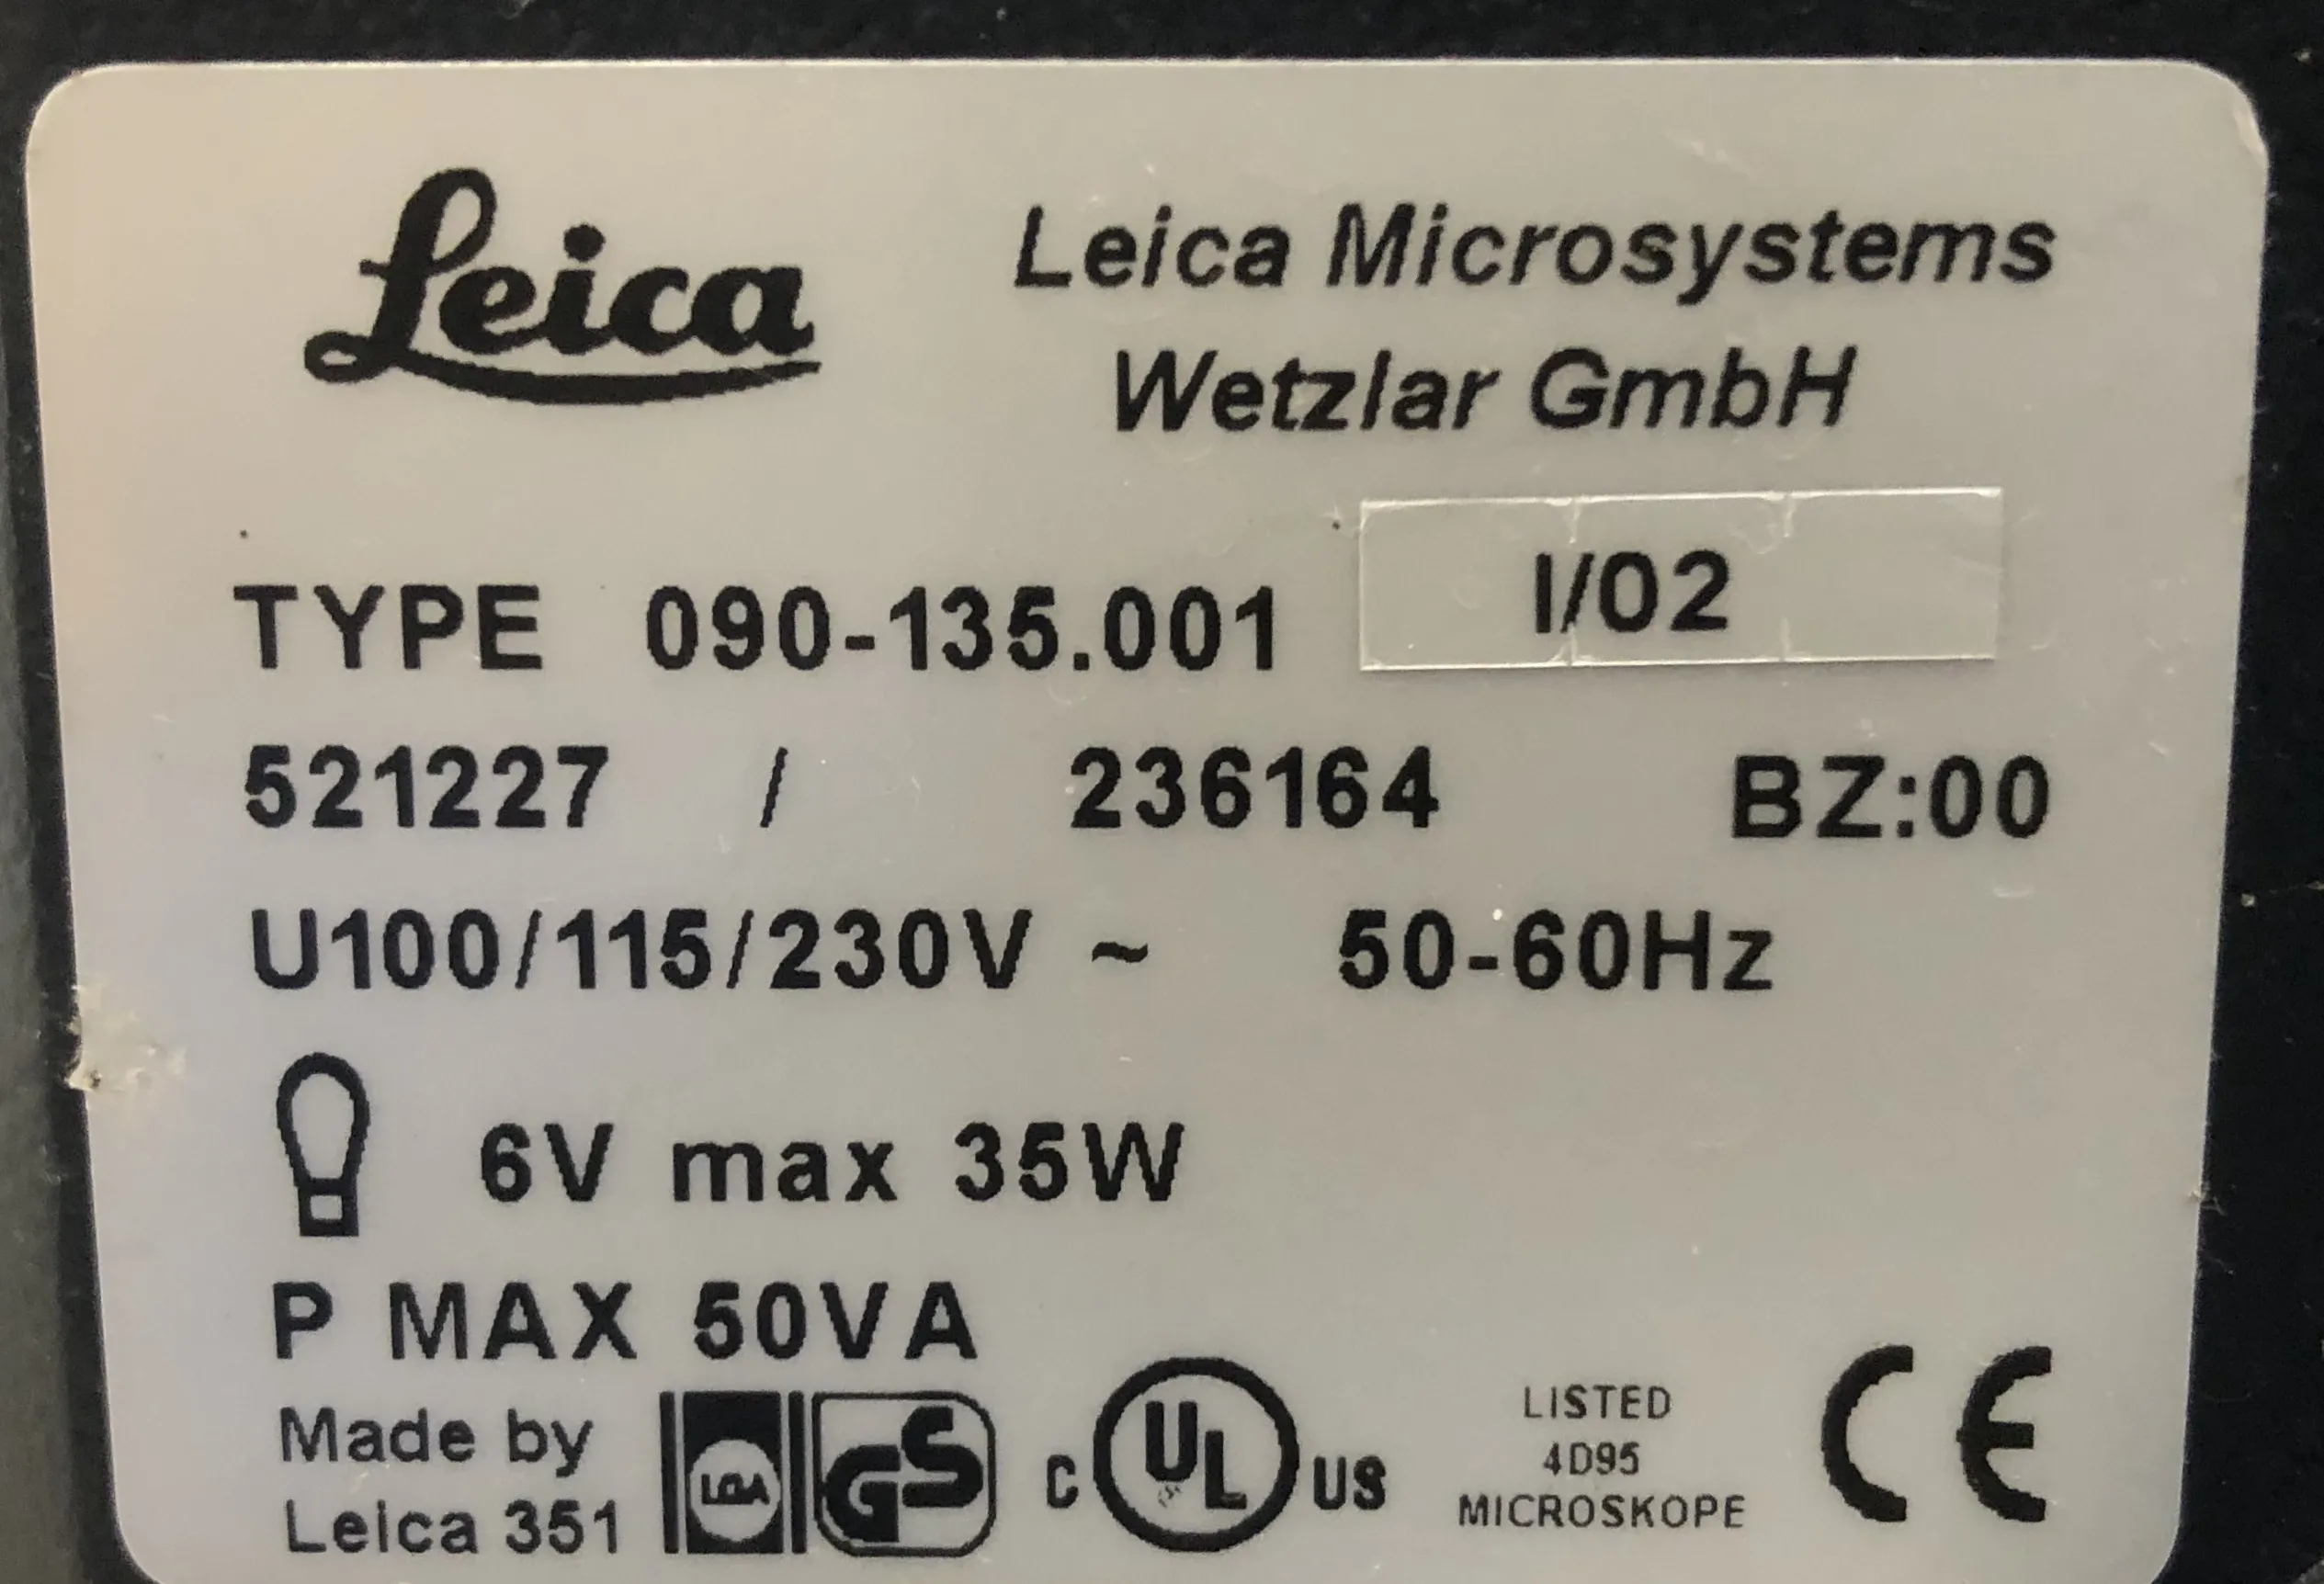 Leica
Leica Microsystems
Wetzlar GmbH
TYPE 090-135.001 I/02
521227 / 236164 BZ:00
U100/115/230V ~ 50-60Hz
6V max 35W
P MAX 50VA
Made by
Leica 351
LGA
GS
C UL US
LISTED
4D95
MICROSKOPE
CE